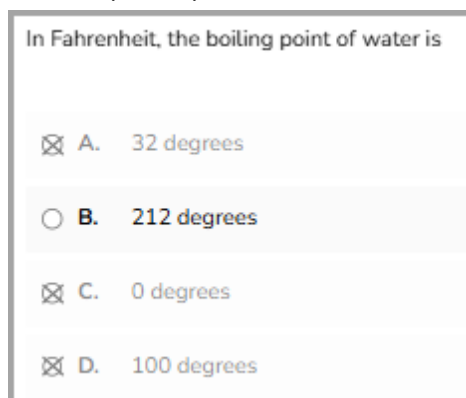 In Fahrenheit, the boiling point of water is
A. 32 degrees
B. 212 degrees
C. 0 degrees
D. 100 degrees